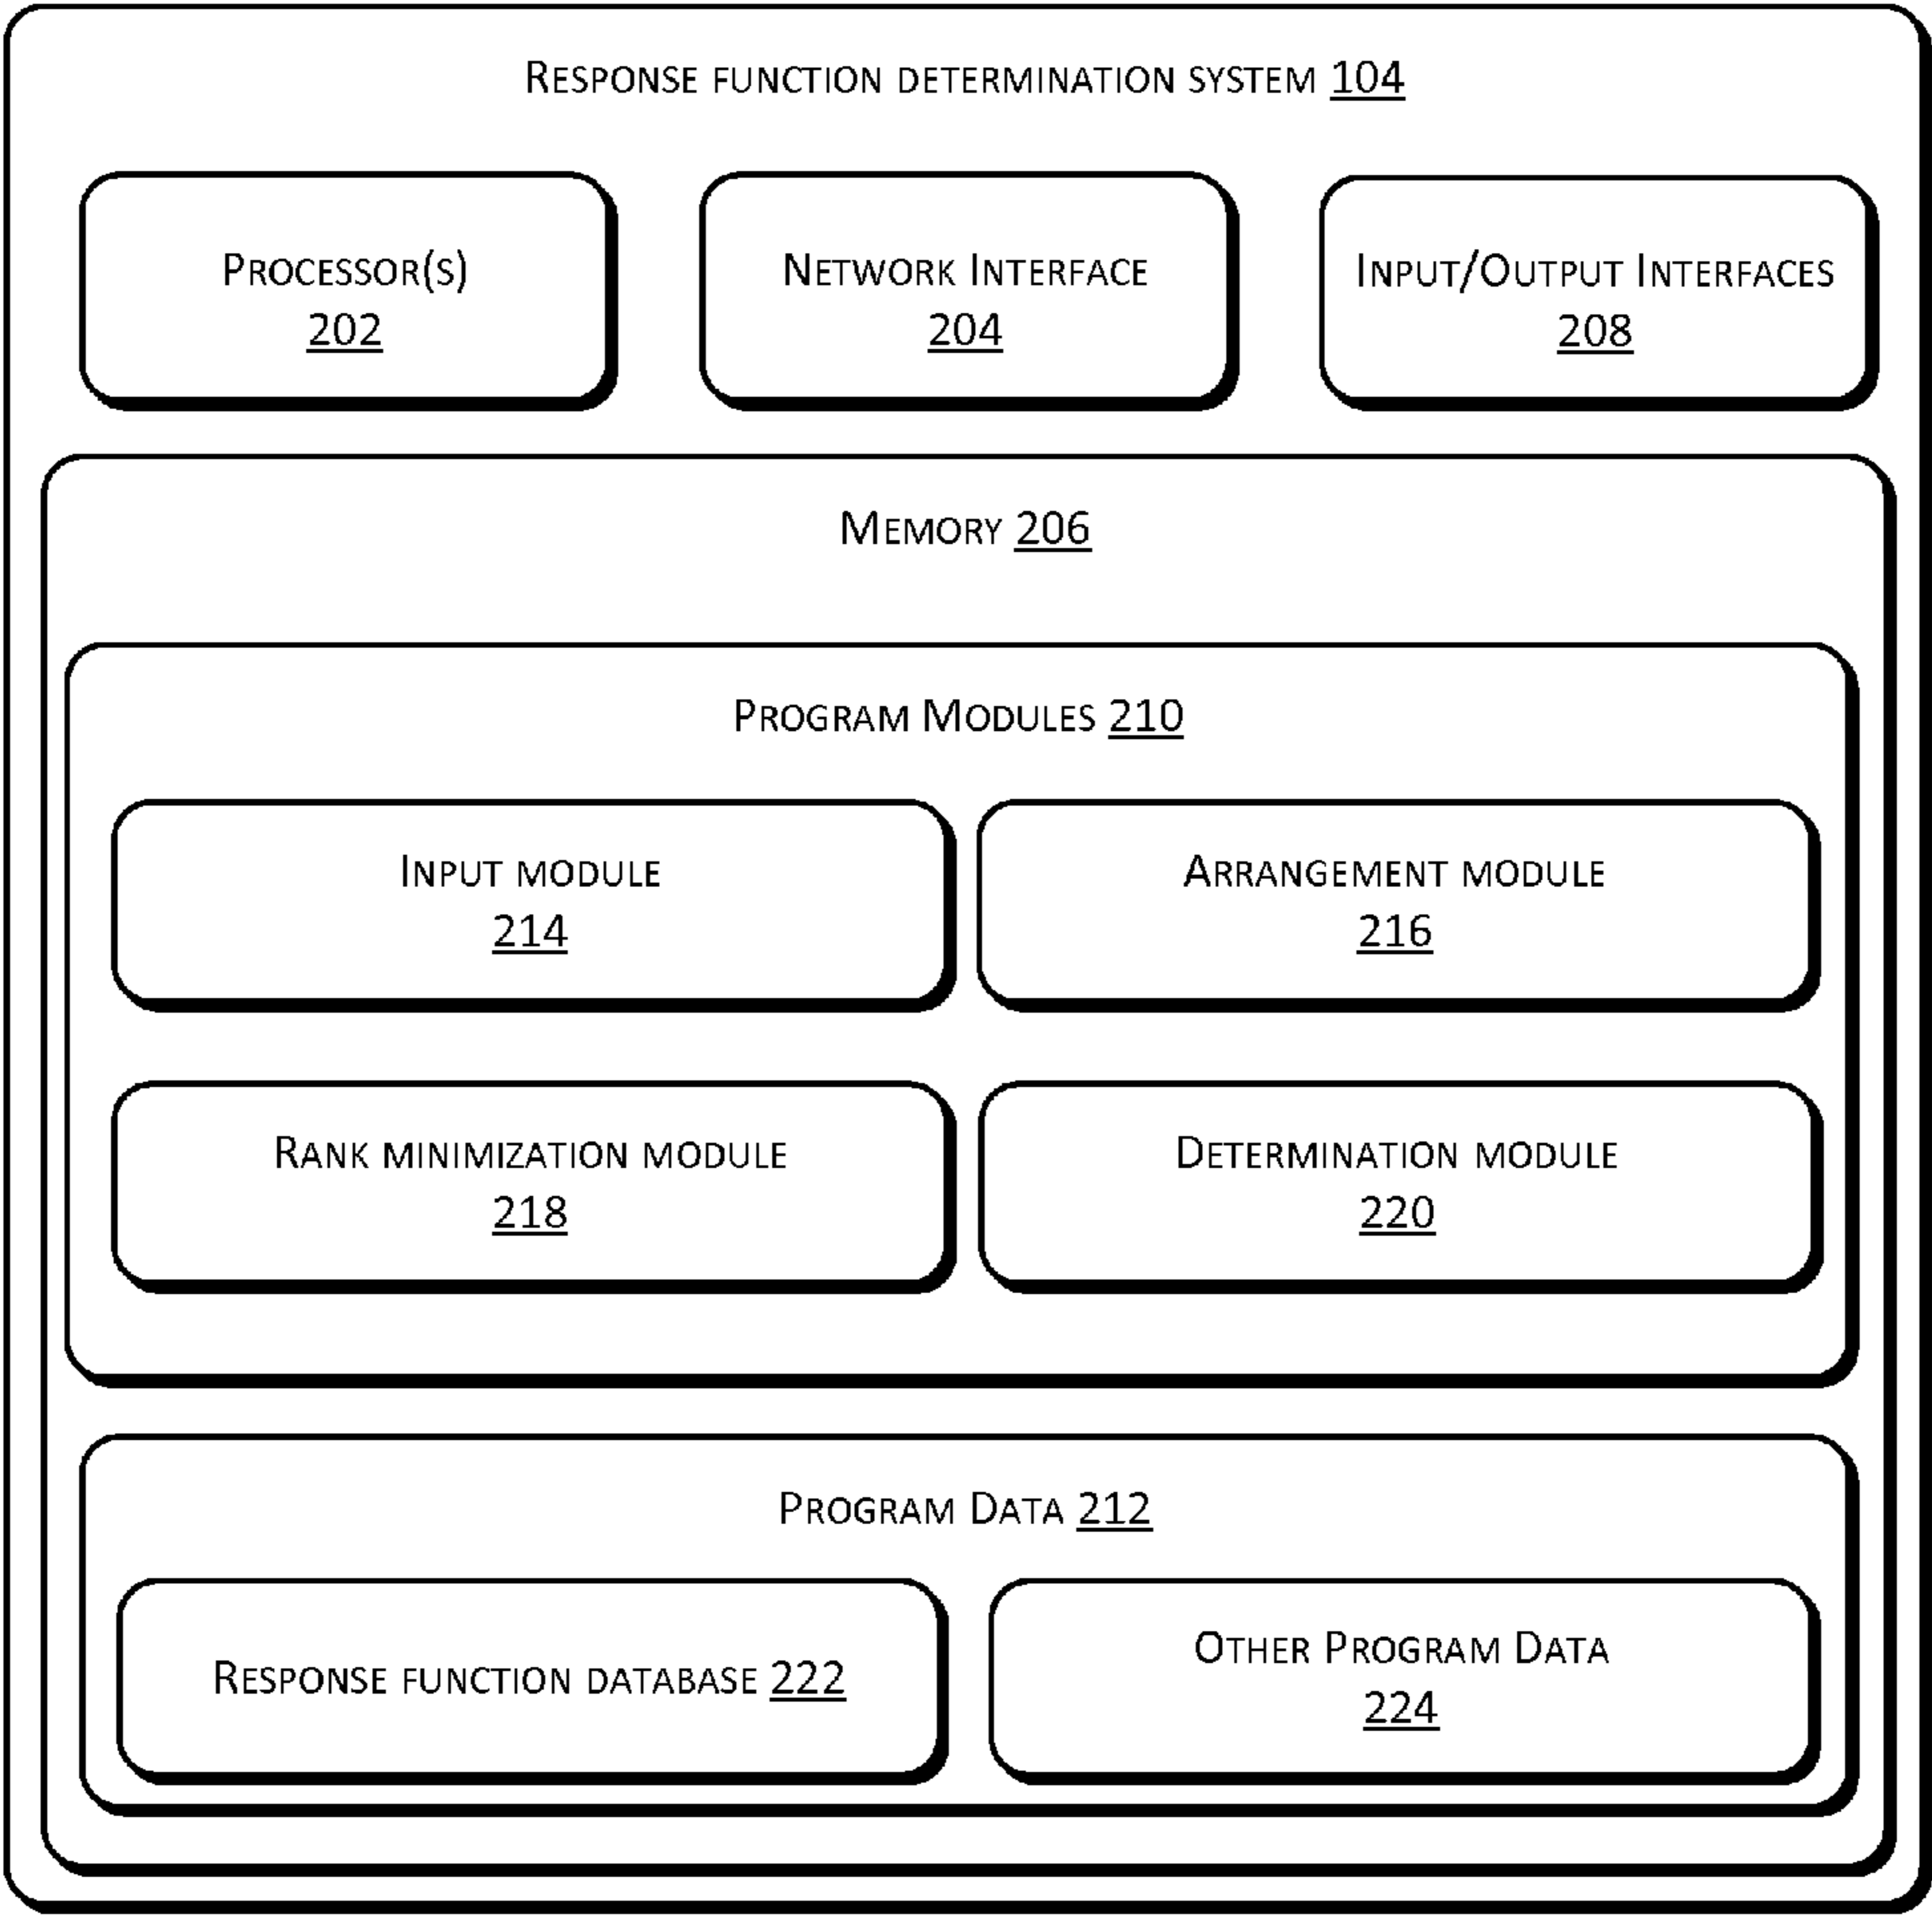 RESPONSE FUNCTION DETERMINATION SYSTEM 104
PROCESSOR(S)
202
NETWORK INTERFACE
204
INPUT/OUTPUT INTERFACES
208
MEMORY 206
PROGRAM MODULES 210
INPUT MODULE
214
ARRANGEMENT MODULE
216
RANK MINIMIZATION MODULE
218
DETERMINATION MODULE
220
PROGRAM DATA 212
RESPONSE FUNCTION DATABASE 222
OTHER PROGRAM DATA
224